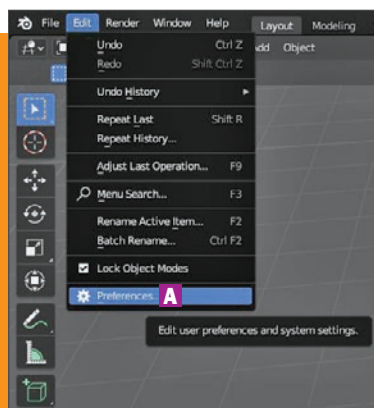 File Edit Render Window Help Layout Modeling
Undo Ctrl Z
Add Object
Redo Shift Ctrl Z
Undo History
Repeat Last Shift R
Repeat History...
Adjust Last Operation... F9
Menu Search... F3
Rename Active Item... F2
Batch Rename... Ctrl F2
Lock Object Modes
Preferences... A
Edit user preferences and system settings.